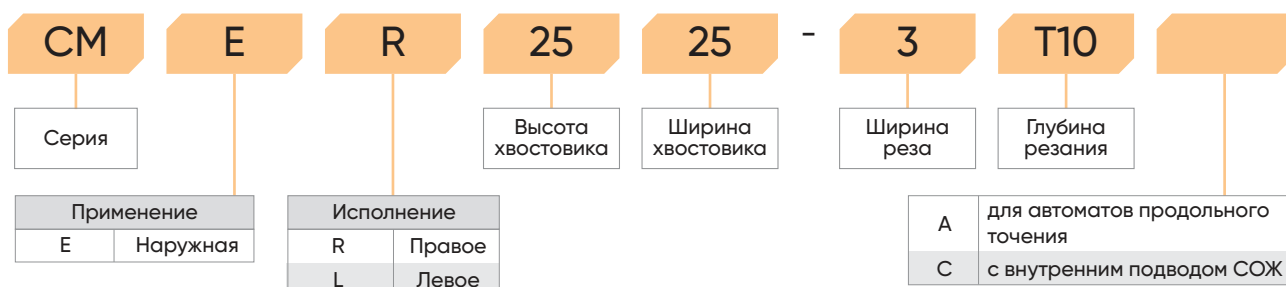 CM E R 25 25 - 3 T10
Серия
Высота
хвостовика
Ширина
хвостовика
Ширина
реза
Глубина
резания
Применение
E Наружная
Исполнение
R Правое
L Левое
A для автоматов продольного
точения
C с внутренним подводом СОЖ